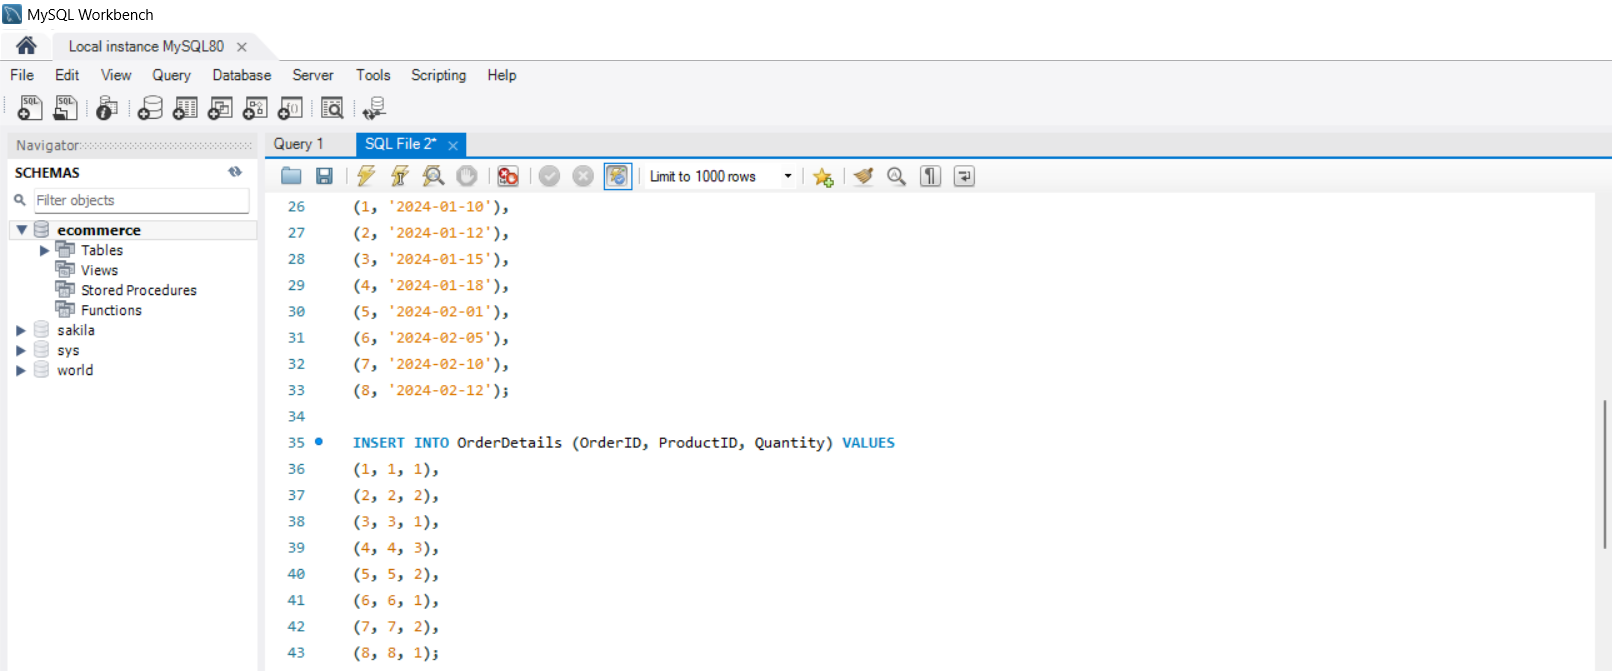 MySQL Workbench
Local instance MySQL80
File Edit View Query Database Server Tools Scripting Help
Navigator
SCHEMAS
Filter objects
ecommerce
Tables
Views
Stored Procedures
Functions
sakila
sys
world
Query 1 SQL File 2*
Limit to 1000 rows
26 (1, '2024-01-10'),
27 (2, '2024-01-12'),
28 (3, '2024-01-15'),
29 (4, '2024-01-18'),
30 (5, '2024-02-01'),
31 (6, '2024-02-05'),
32 (7, '2024-02-10'),
33 (8, '2024-02-12');
34
35 INSERT INTO OrderDetails (OrderID, ProductID, Quantity) VALUES
36 (1, 1, 1),
37 (2, 2, 2),
38 (3, 3, 1),
39 (4, 4, 3),
40 (5, 5, 2),
41 (6, 6, 1),
42 (7, 7, 2),
43 (8, 8, 1);